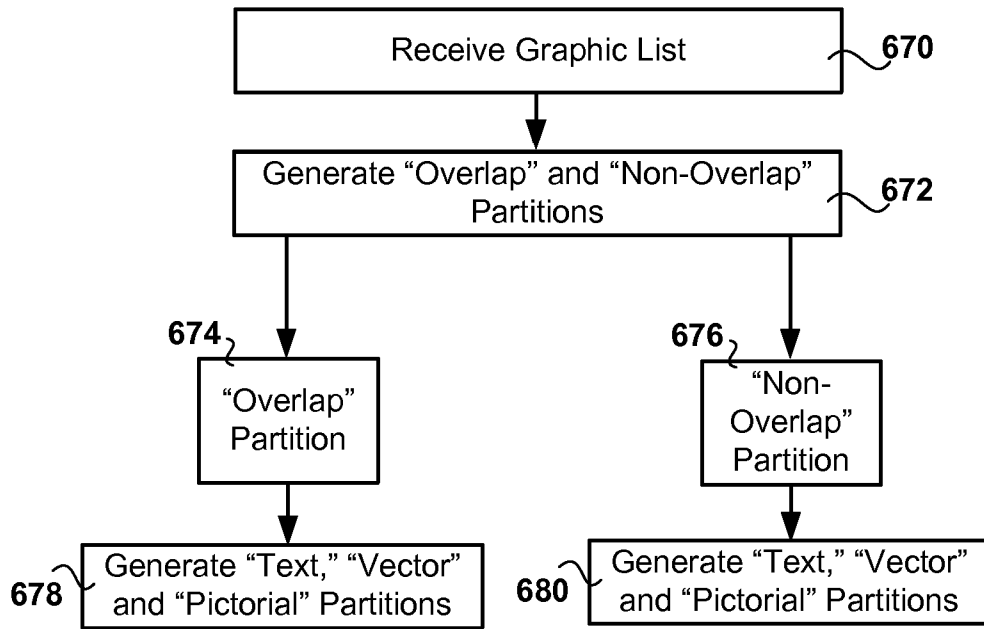 Receive Graphic List
670
Generate “Overlap” and “Non-Overlap”
Partitions
672
674
“Overlap”
Partition
676
“Non-
Overlap”
Partition
Generate “Text,” “Vector”
and “Pictorial” Partitions
678
Generate “Text,” “Vector”
and “Pictorial” Partitions
680